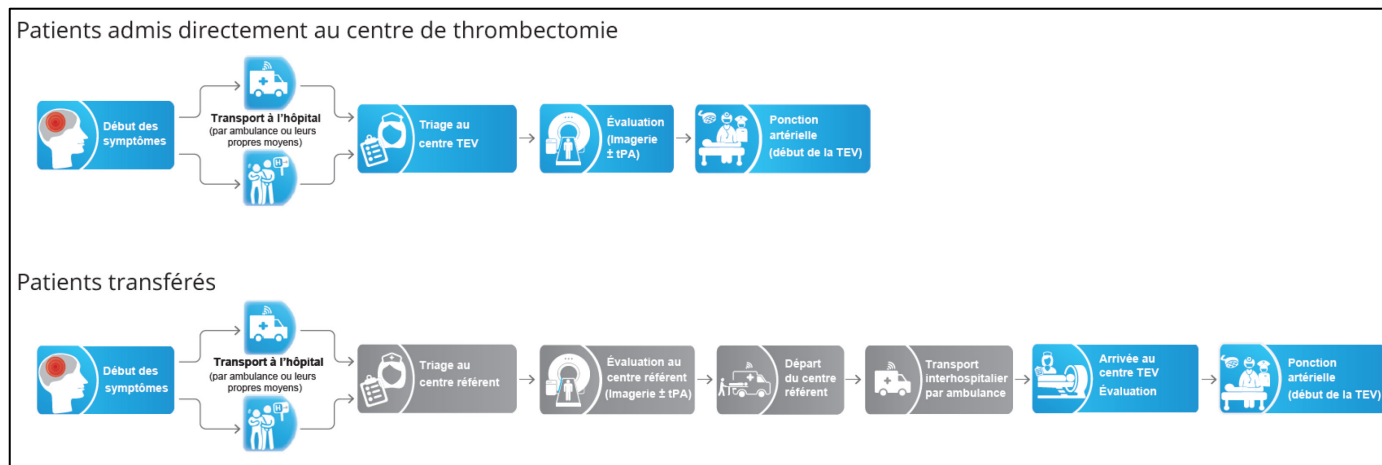 Patients admis directement au centre de thrombectomie
Début des
symptômes
Transport à l'hôpital
(par ambulance ou leurs
propres moyens)
H
Triage au
centre TEV
Évaluation
(Imagerie
± tPA)
Ponction
artérielle
(début de la TEV)
Patients transférés
Début des
symptômes
Transport à l'hôpital
(par ambulance ou leurs
propres moyens)
H
Triage au
centre référent
Évaluation au
centre référent
(Imagerie ± tPA)
Départ
du centre
référent
Transport
interhospitalier
par ambulance
Arrivée au
centre TEV
Évaluation
Ponction
artérielle
(début de la TEV)